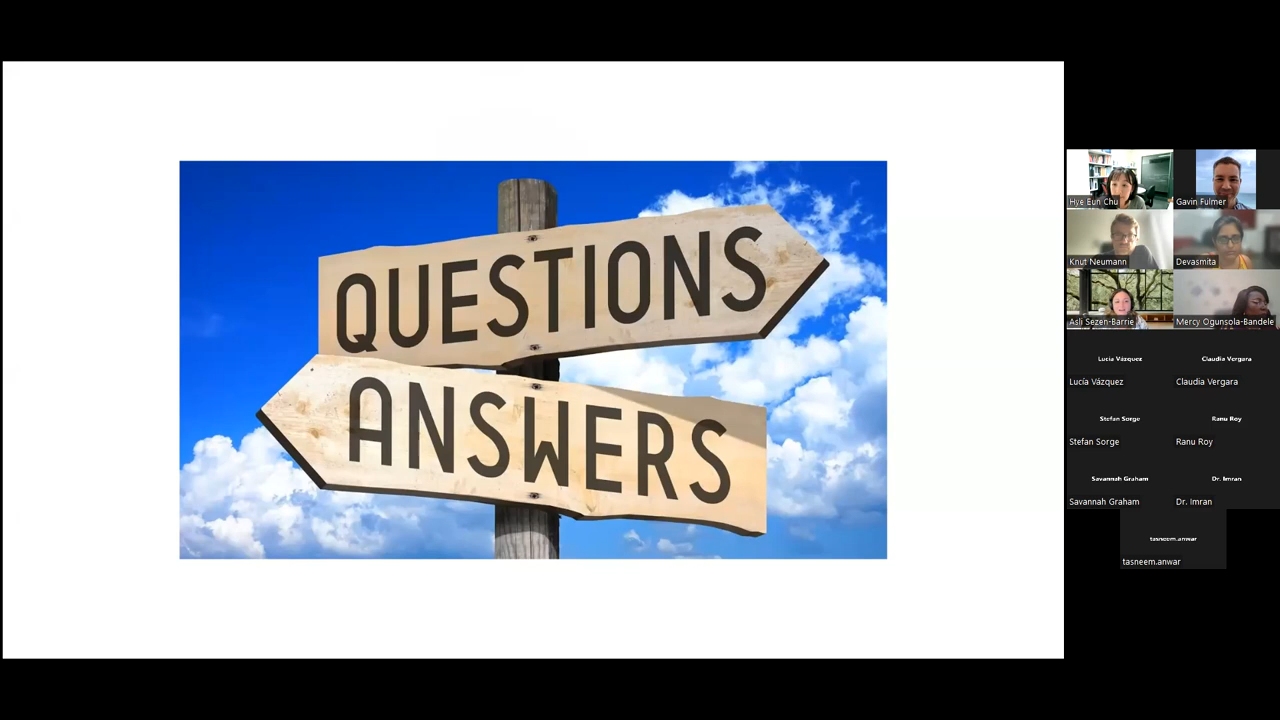 QUESTIONS
ANSWERS
Hye Eun Chu
Gavin Fulmer
Knut Neumann
Devasmita
Asli Sezen-Barrie
Mercy Ogunsola-Bandele
Lucía Vázquez
Claudia Vergara
Lucía Vázquez
Claudia Vergara
Stefan Sorge
Ranu Roy
Stefan Sorge
Ranu Roy
Savannah Graham
Dr. Imran
Savannah Graham
Dr. Imran
tasneem.anwar
tasneem.anwar